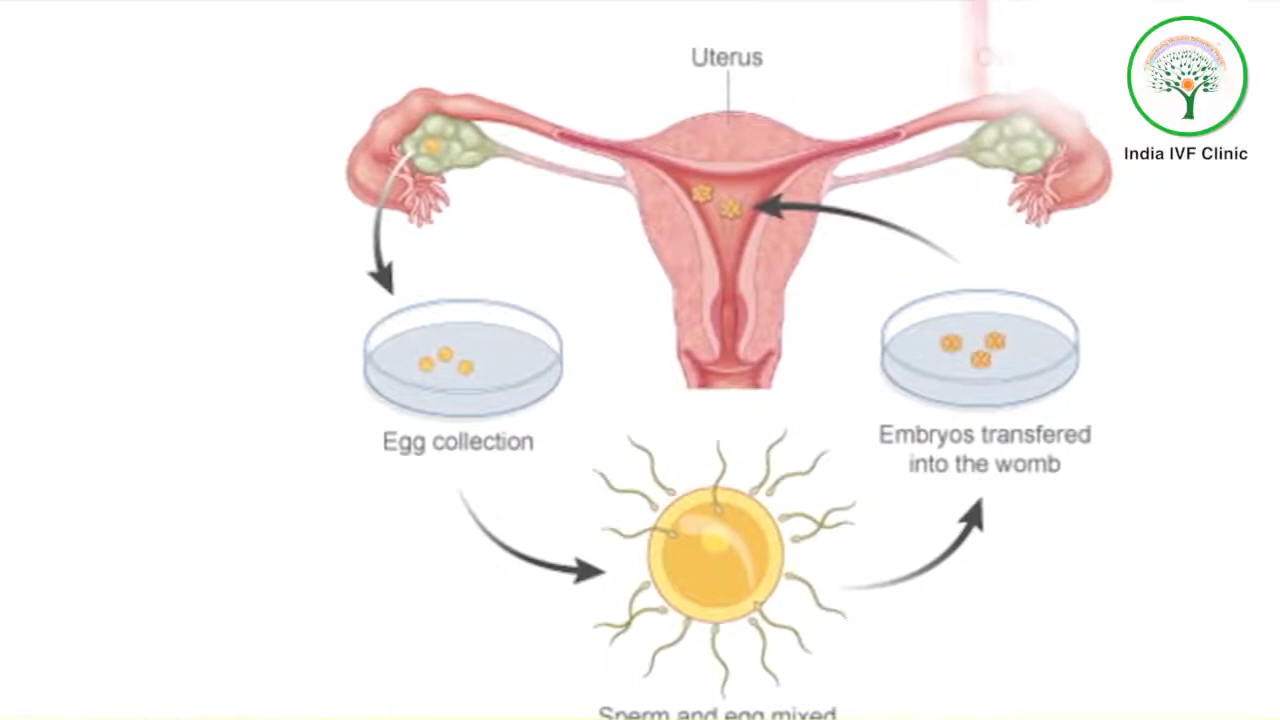 Uterus
India IVF Clinic
Egg collection
Embryos transfered
into the womb
Sperm and egg mixed